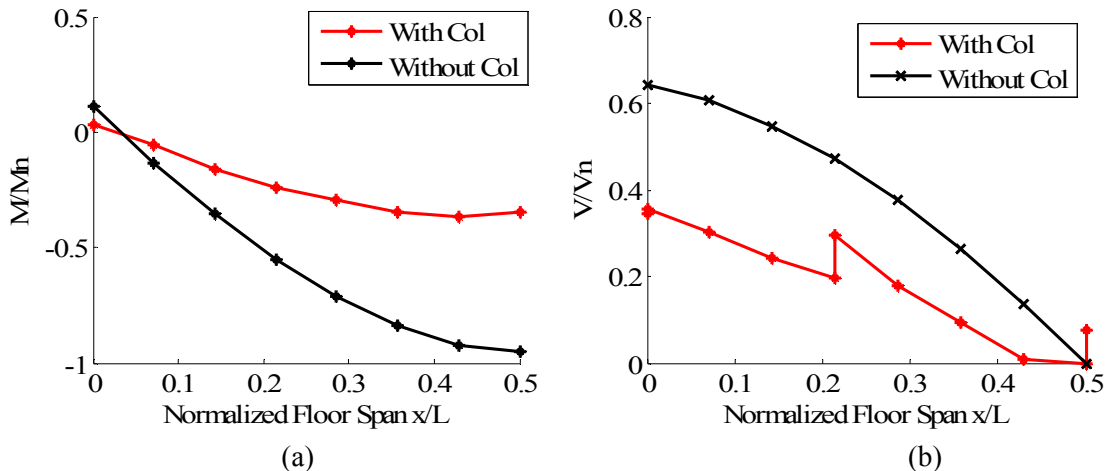 0.5
0
-0.5
-1
M/Mn
With Col
Without Col
0 0.1 0.2 0.3 0.4 0.5
Normalized Floor Span x/L
(a)
0.8
0.6
0.4
0.2
0
V/Vn
With Col
Without Col
0 0.1 0.2 0.3 0.4 0.5
Normalized Floor Span x/L
(b)